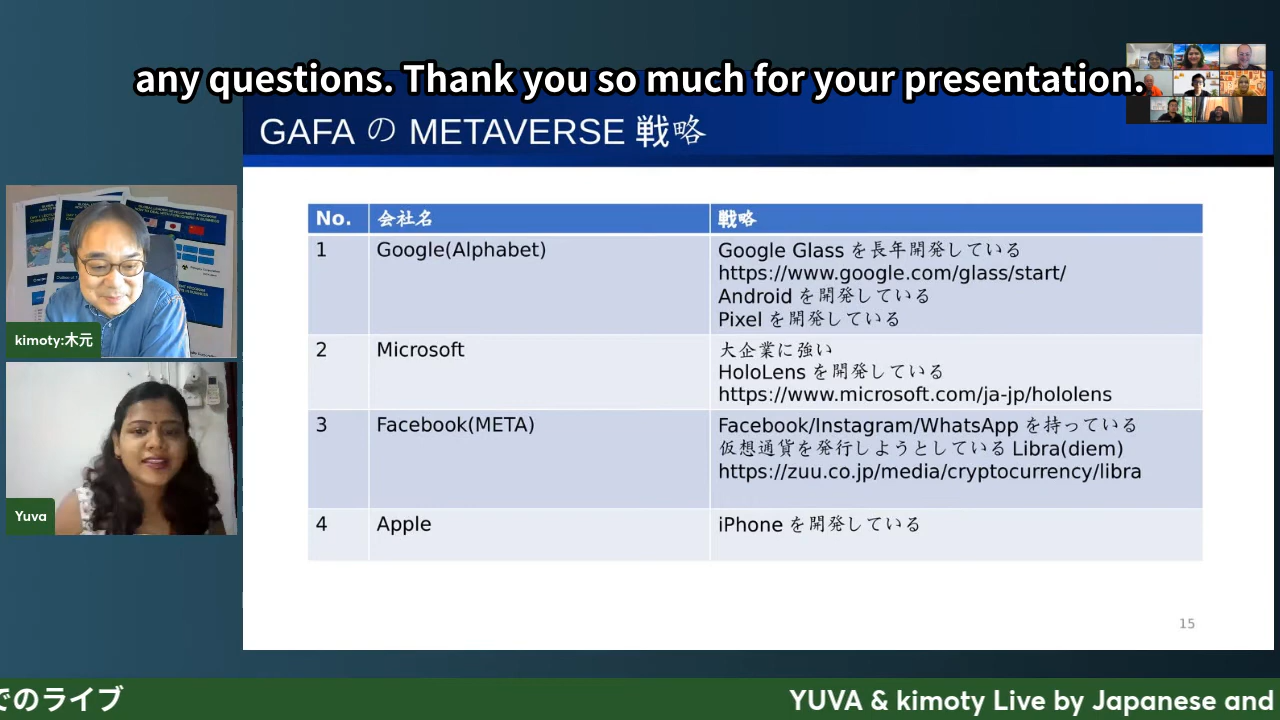 any questions. Thank you so much for your presentation.
GAFA の METAVERSE 戦略
No. 会社名 戦略
1 Google(Alphabet) Google Glass を長年開発している
https://www.google.com/glass/start/
Android を開発している
Pixel を開発している
2 Microsoft 大企業に強い
HoloLens を開発している
https://www.microsoft.com/ja-jp/hololens
3 Facebook(META) Facebook/Instagram/WhatsApp を持っている
仮想通貨を発行しようとしている Libra(diem)
https://zuu.co.jp/media/cryptocurrency/libra
4 Apple iPhone を開発している
15
kimoty:木元
Yuva
でのライブ YUVA & kimoty Live by Japanese and